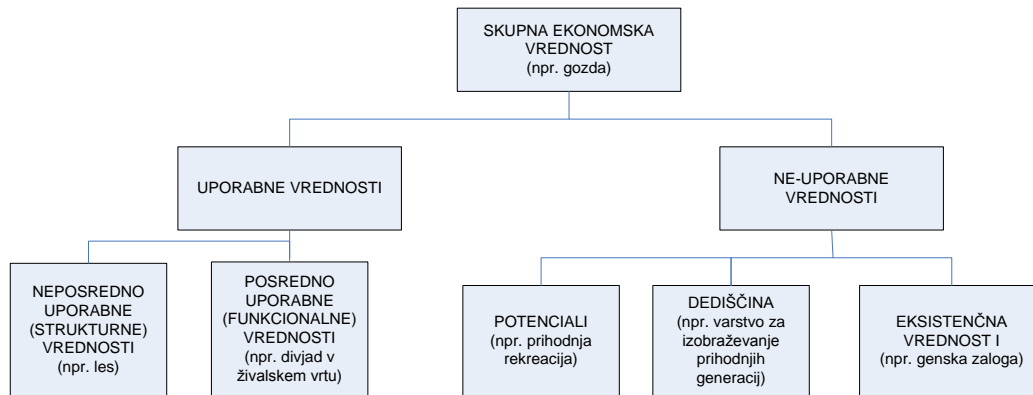 SKUPNA EKONOMSKA
VREDNOST
(npr. gozda)
UPORABNE VREDNOSTI
NE-UPORABNE
VREDNOSTI
NEPOSREDNO
UPORABNE
(STRUKTURNE)
VREDNOSTI
(npr. les)
POSREDNO
UPORABNE
(FUNKCIONALNE)
VREDNOSTI
(npr. divjad v
živalskem vrtu)
POTENCIALI
(npr. prihodnja
rekreacija)
DEDIŠČINA
(npr. varstvo za
izobraževanje
prihodnjih
generacij)
EKSISTENČNA
VREDNOST I
(npr. genska zaloga)